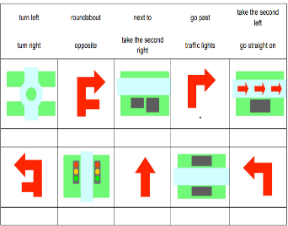 turn left
roundabout
next to
go past
take the second
left
turn right
opposite
take the second
right
traffic lights
go straight on